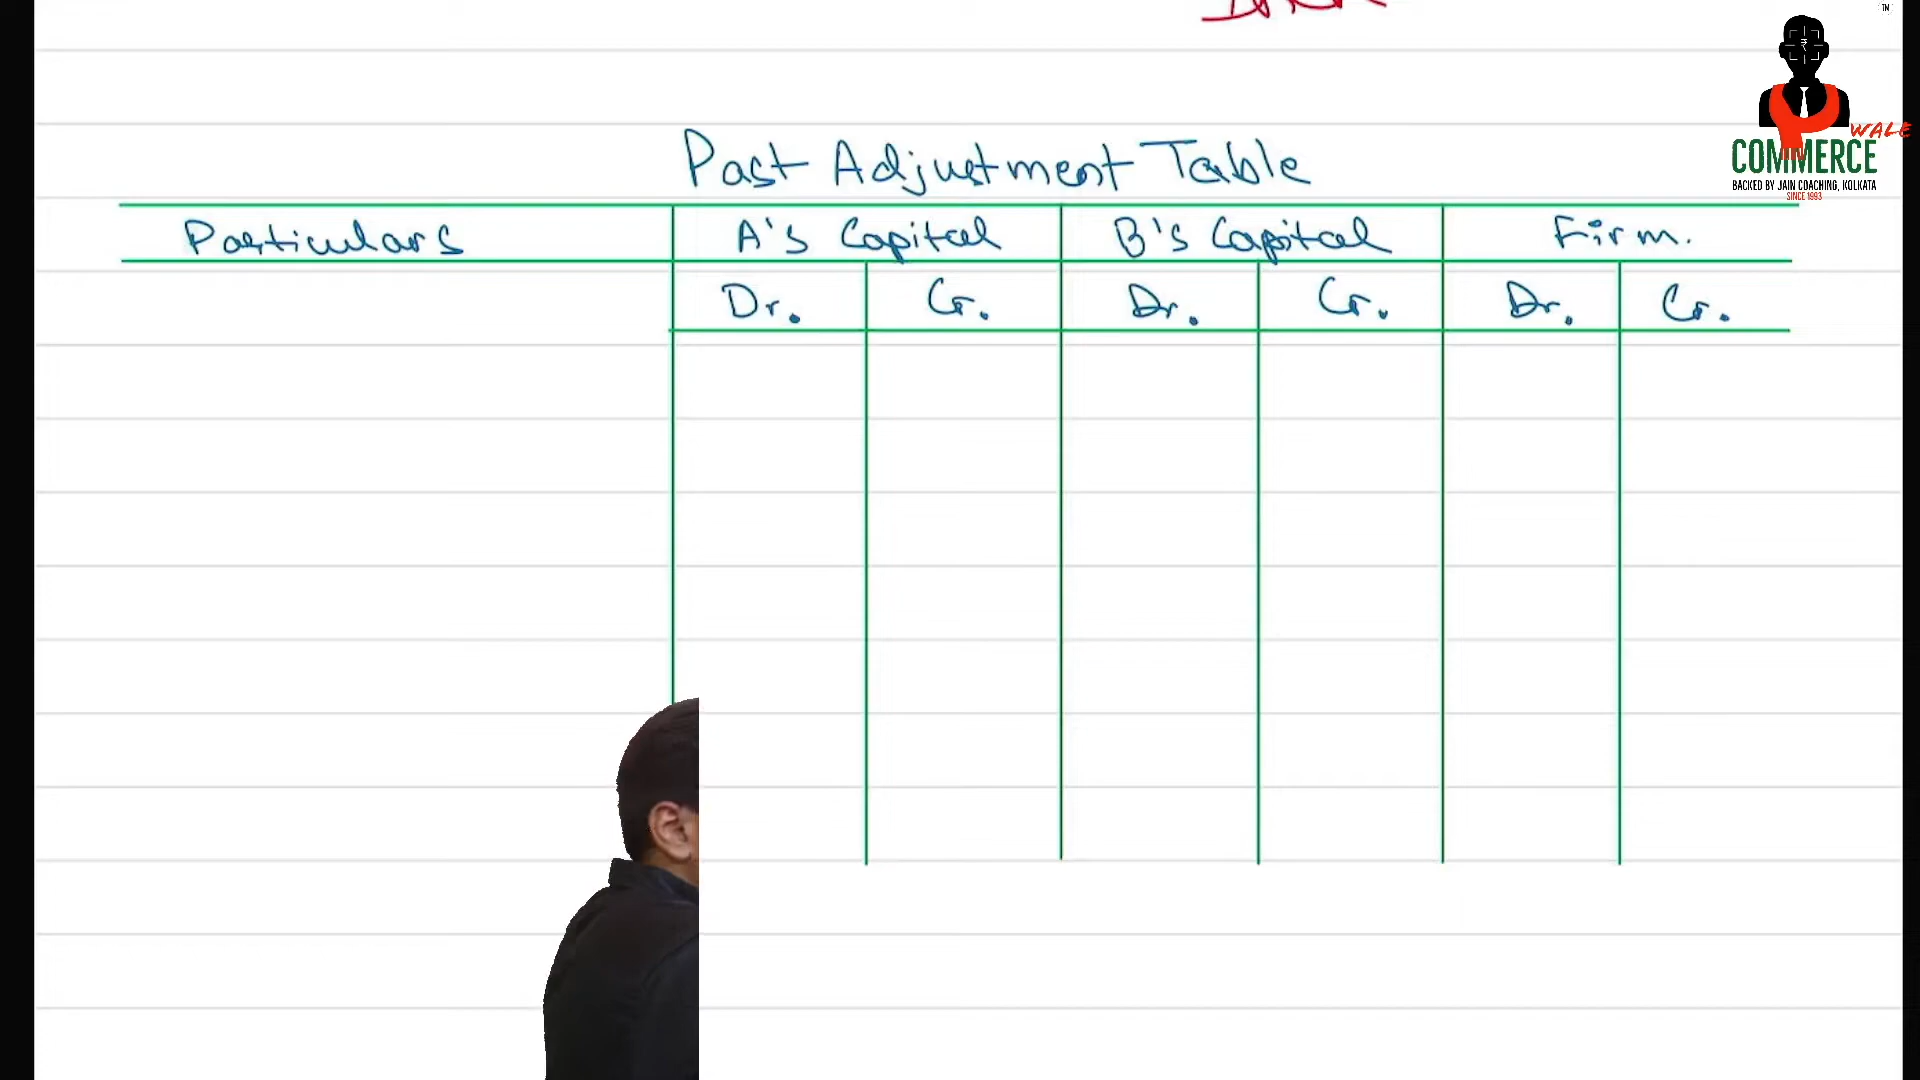 TM
WALE
COMMERCE
BACKED BY JAIN COACHING, KOLKATA
SINCE 1993
Past Adjustment Table
Particulars A's Capital B's Capital Firm.
Dr. Cr. Dr. Cr. Dr. Cr.